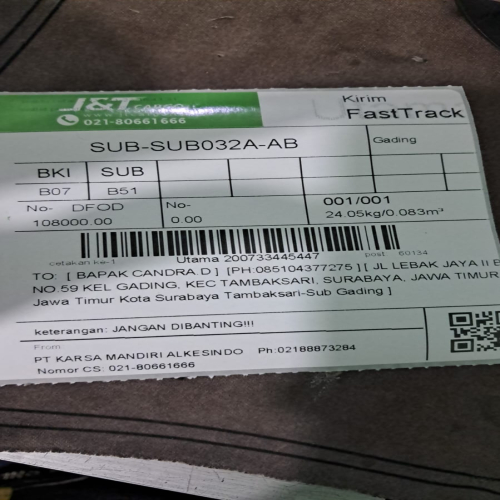 J&T CARGO
021-80661666
Kirim
FastTrack
SUB-SUB032A-AB
Gading
BKI SUB
B07 B51
No- DFOD
108000.00
No-
0.00
001/001
24.05kg/0.083m³
cetakan ke-1 Utama 200733445447 post 60134
TO: [ BAPAK CANDRA.D ] [PH:085104377275 ] [ JL LEBAK JAYA II
NO.59 KEL GADING, KEC TAMBAKSARI, SURABAYA, JAWA TIMUR
Jawa Timur Kota Surabaya Tambaksari-Sub Gading ]
keterangan: JANGAN DIBANTING!!!
From
PT KARSA MANDIRI ALKESINDO Ph:02188873284
Nomor CS: 021-80661666